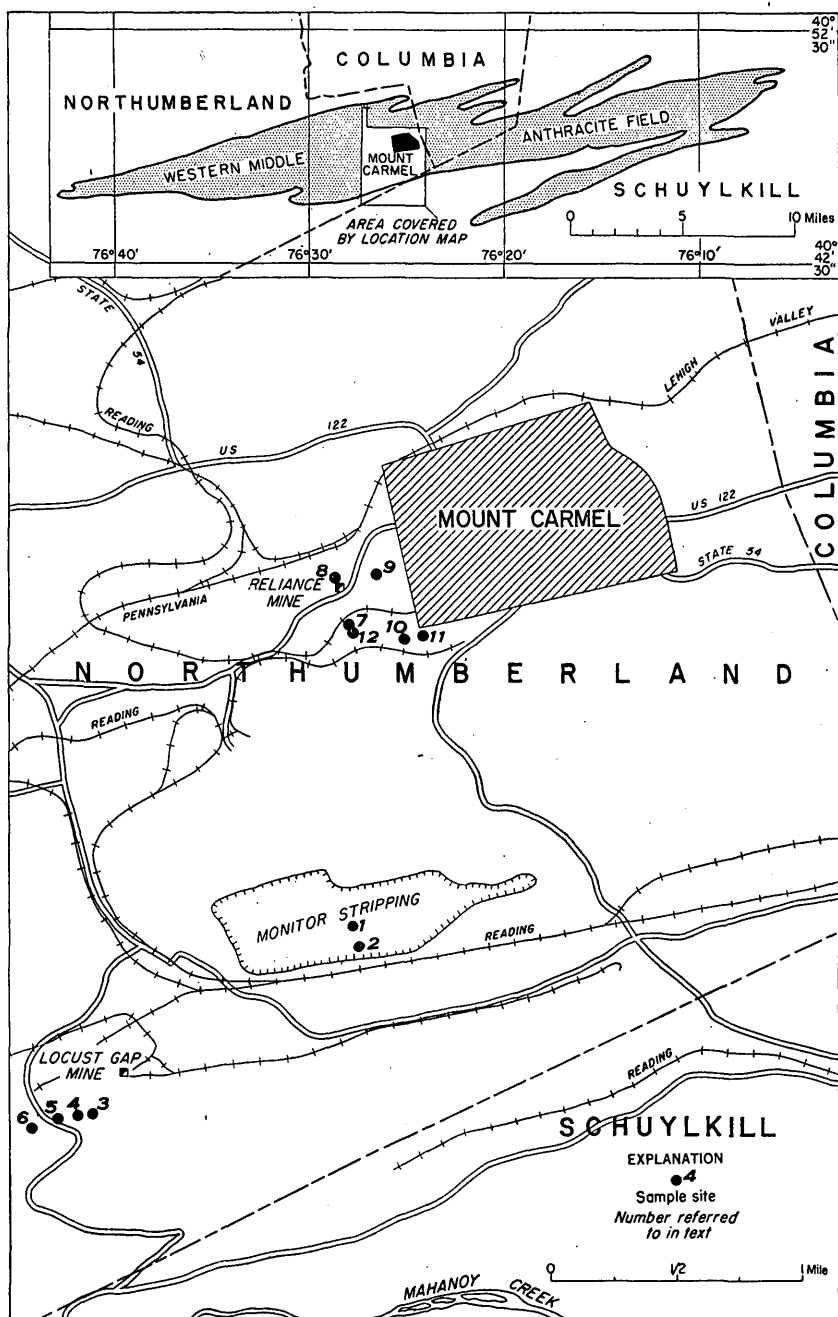 40°
52'
30"
COLUMBIA
NORTHUMBERLAND
ANTHRACITE FIELD
WESTERN MIDDLE
MOUNT
CARMEL
SCHUYLKILL
AREA COVERED
BY LOCATION MAP
0 5 10 Miles
76°40' 76°30' 76°20' 76°10'
40°
42'
30"
STATE 54
VALLEY
LEHIGH
READING
US 122
COLUMBIA
MOUNT CARMEL
US 122
STATE 54
8 9
RELIANCE
MINE
PENNSYLVANIA
7
12
10 11
NORTHUMBERLAND
READING
MONITOR STRIPPING
1
2
READING
LOCUST GAP
MINE
READING
6 5 4 3
SCHUYLKILL
EXPLANATION
4
Sample site
Number referred
to in text
0 1/2 1 Mile
MAHANOY CREEK